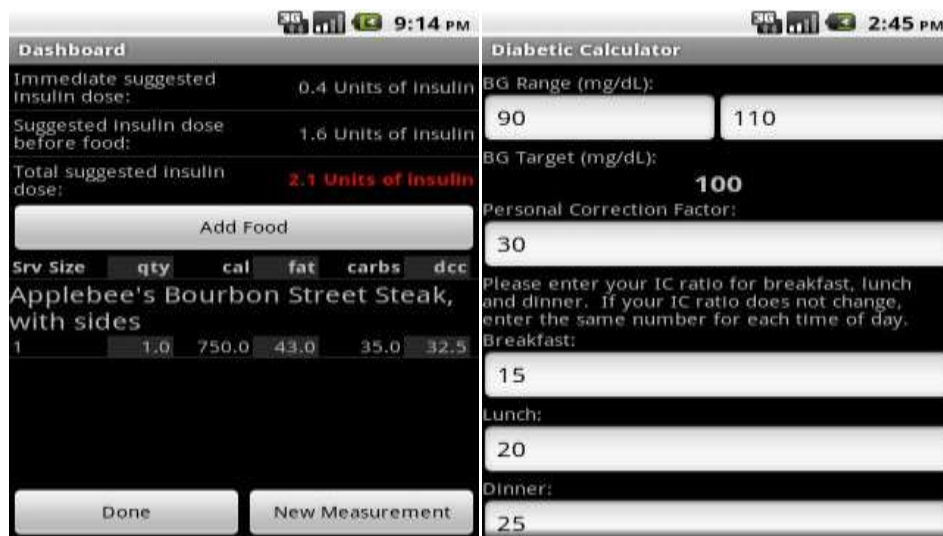 3G 9:14 PM
Dashboard
Immediate suggested
insulin dose:
0.4 Units of insulin
Suggested insulin dose
before food:
1.6 Units of insulin
Total suggested insulin
dose:
2.1 Units of insulin
Add Food
Srv Size qty cal fat carbs dcc
Applebee's Bourbon Street Steak,
with sides
1 1.0 750.0 43.0 35.0 32.5
Done New Measurement
3G 2:45 PM
Diabetic Calculator
BG Range (mg/dL):
90 110
BG Target (mg/dL):
100
Personal Correction Factor:
30
Please enter your IC ratio for breakfast, lunch
and dinner. If your IC ratio does not change,
enter the same number for each time of day.
Breakfast:
15
Lunch:
20
Dinner:
25